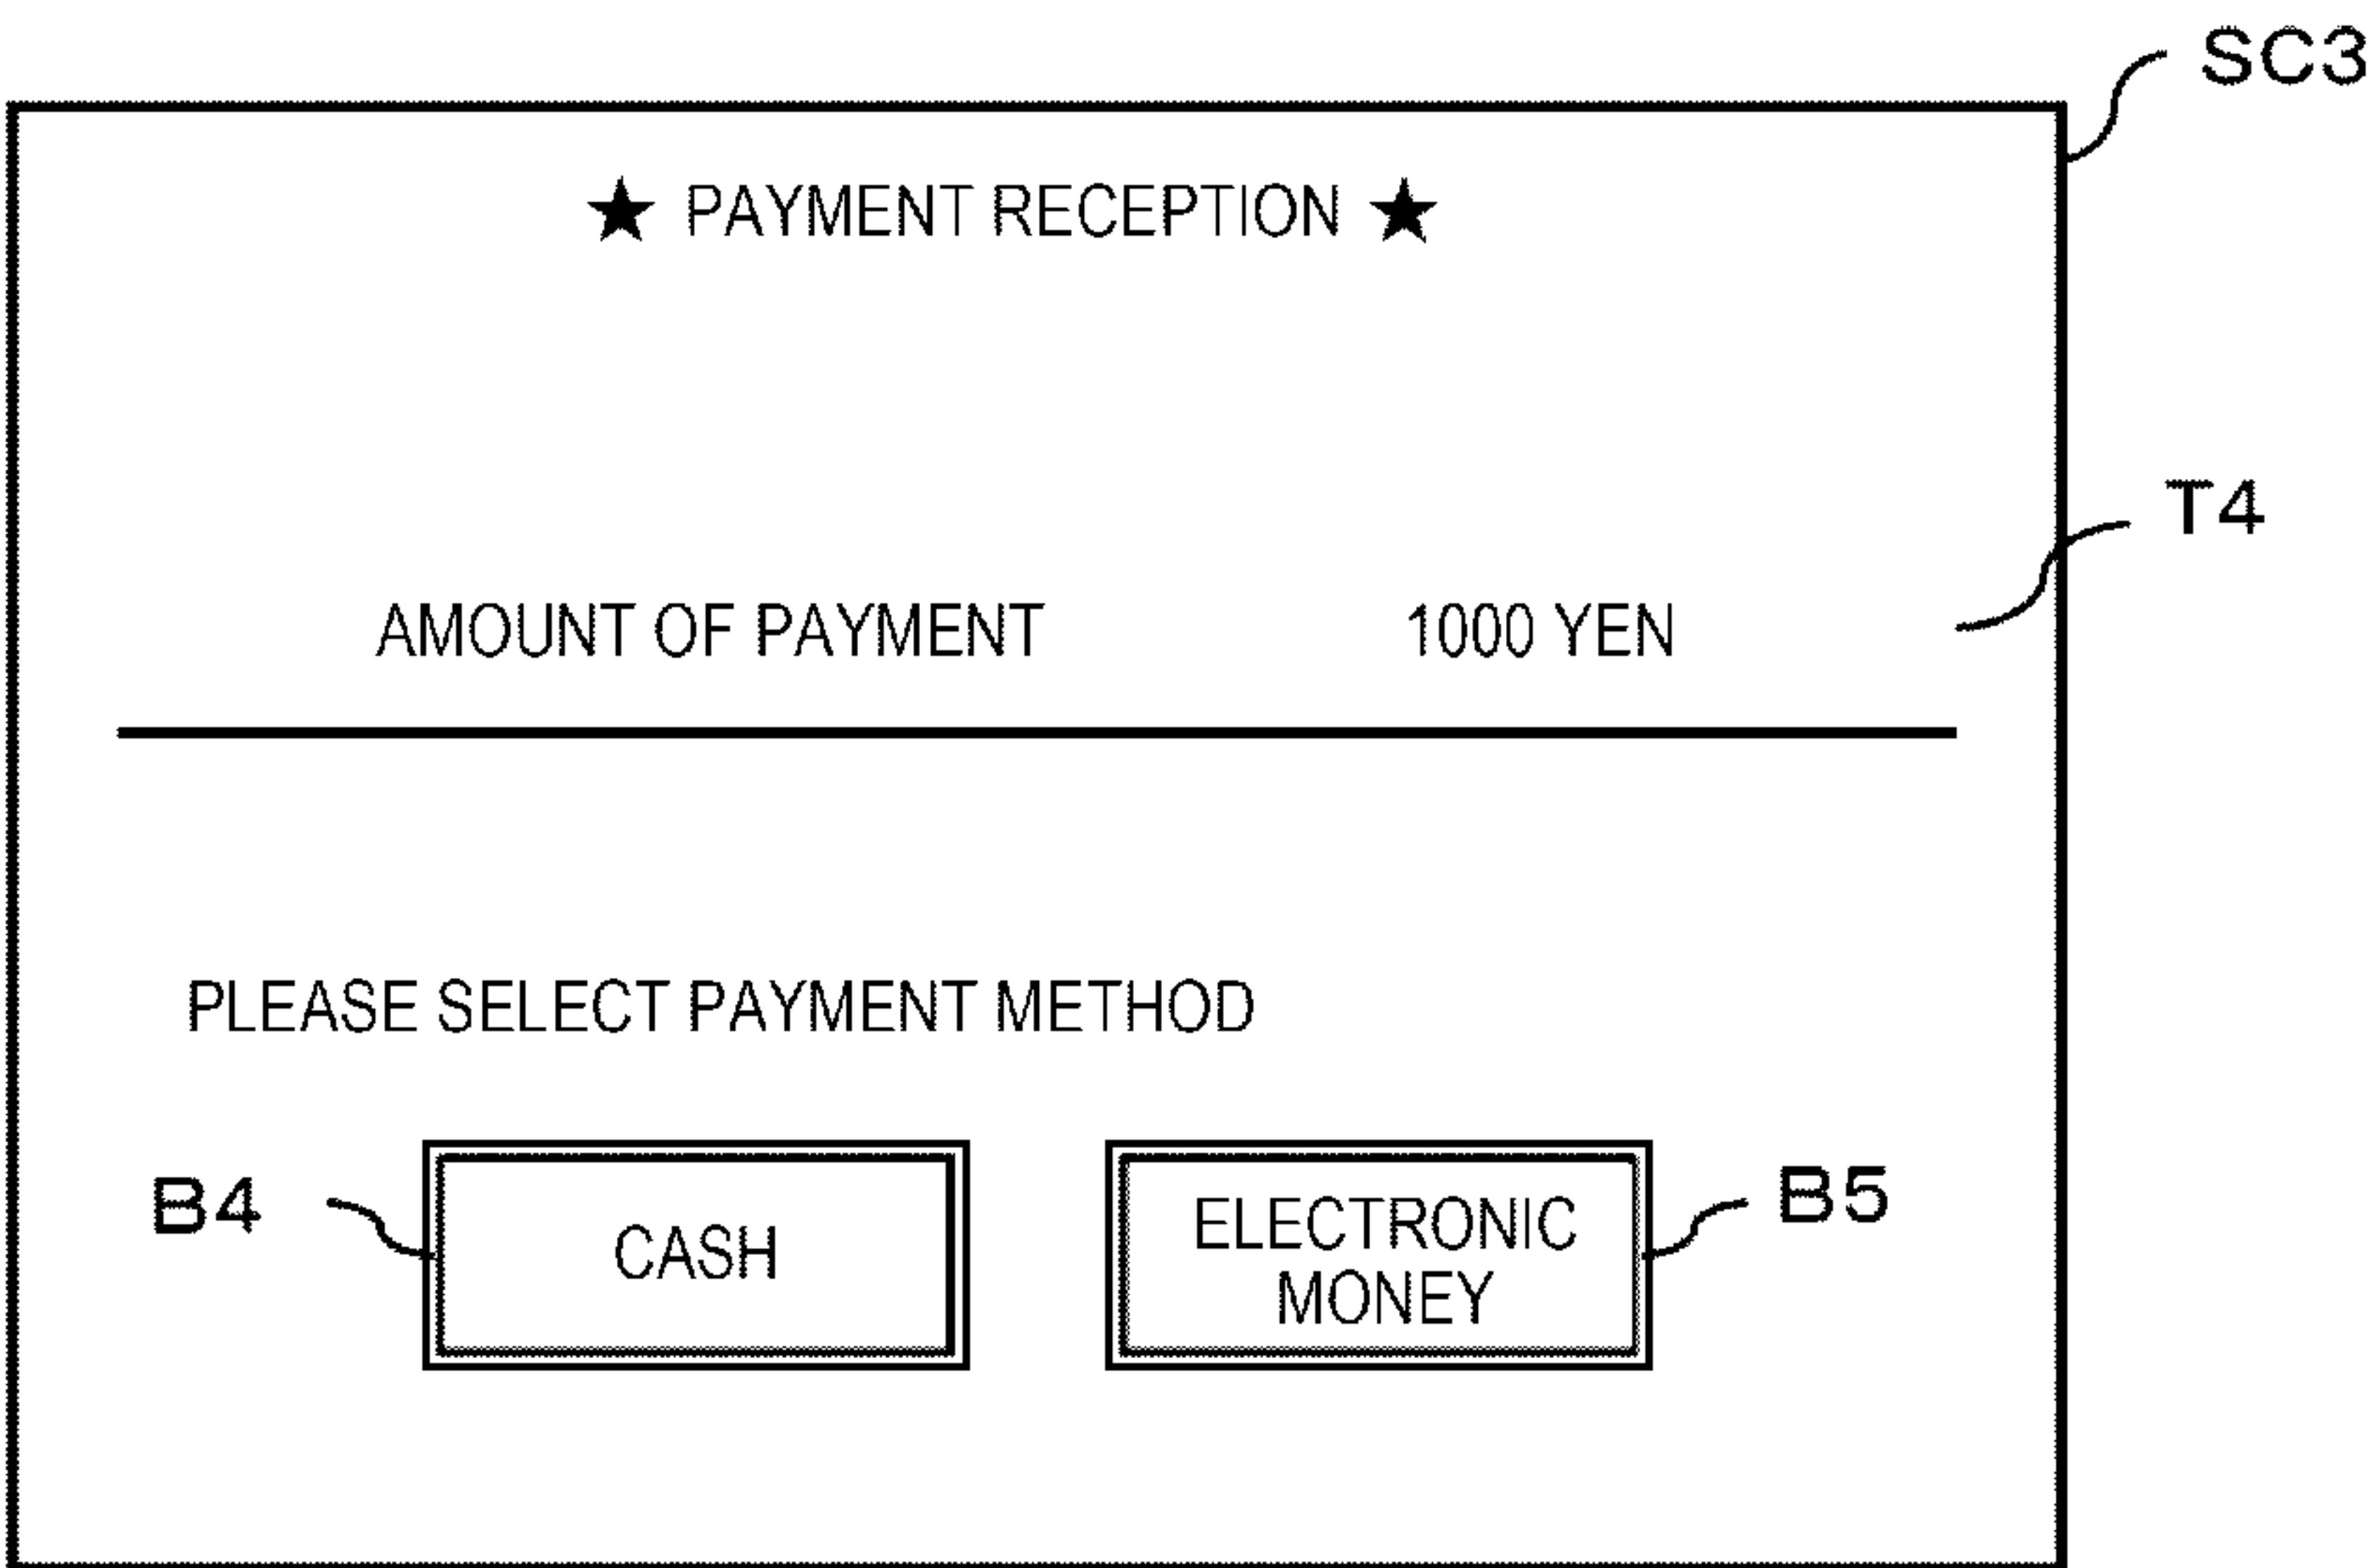 SC3
★ PAYMENT RECEPTION ★
T4
AMOUNT OF PAYMENT 1000 YEN
PLEASE SELECT PAYMENT METHOD
B4
CASH
ELECTRONIC
MONEY
B5